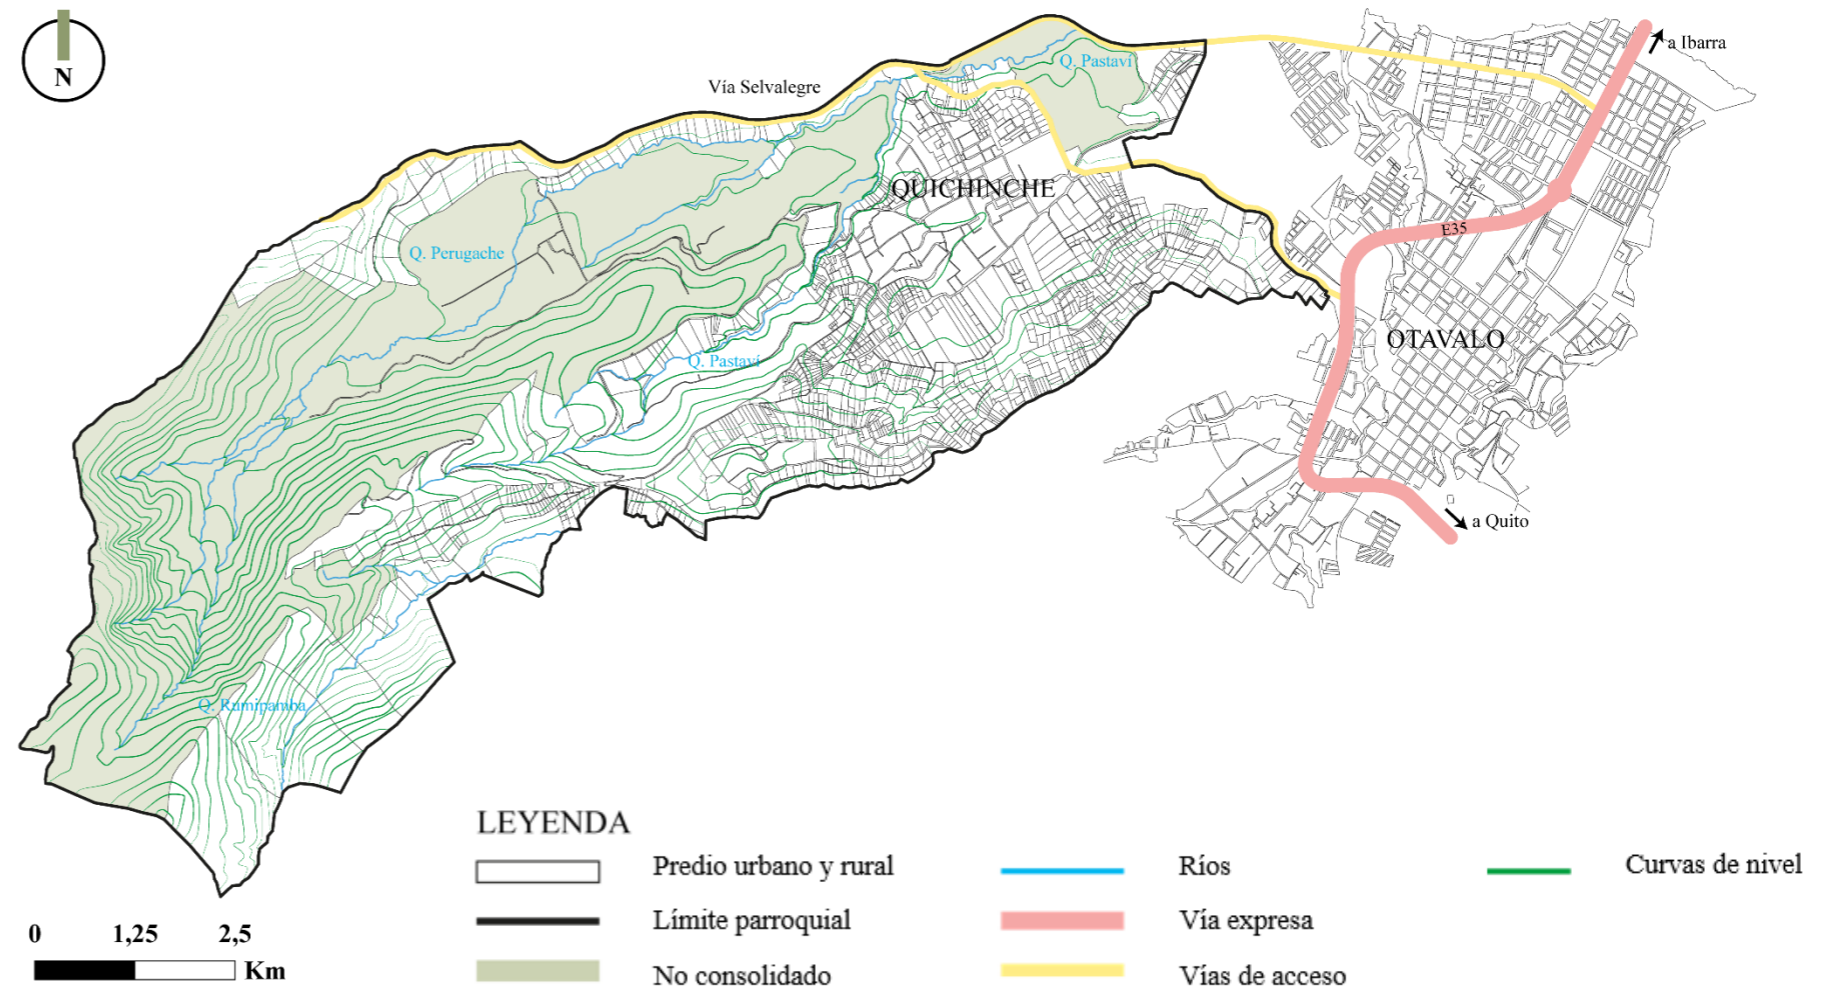 N
a Ibarra
Q. Pastaví
Vía Selvalegre
QUICHINCHE
E35
Q. Perugache
OTAVALO
Q. Pastaví
a Quito
Q. Rumipamba
LEYENDA
Predio urbano y rural
Ríos
Curvas de nivel
Límite parroquial
Vía expresa
No consolidado
Vías de acceso
0 1,25 2,5
Km